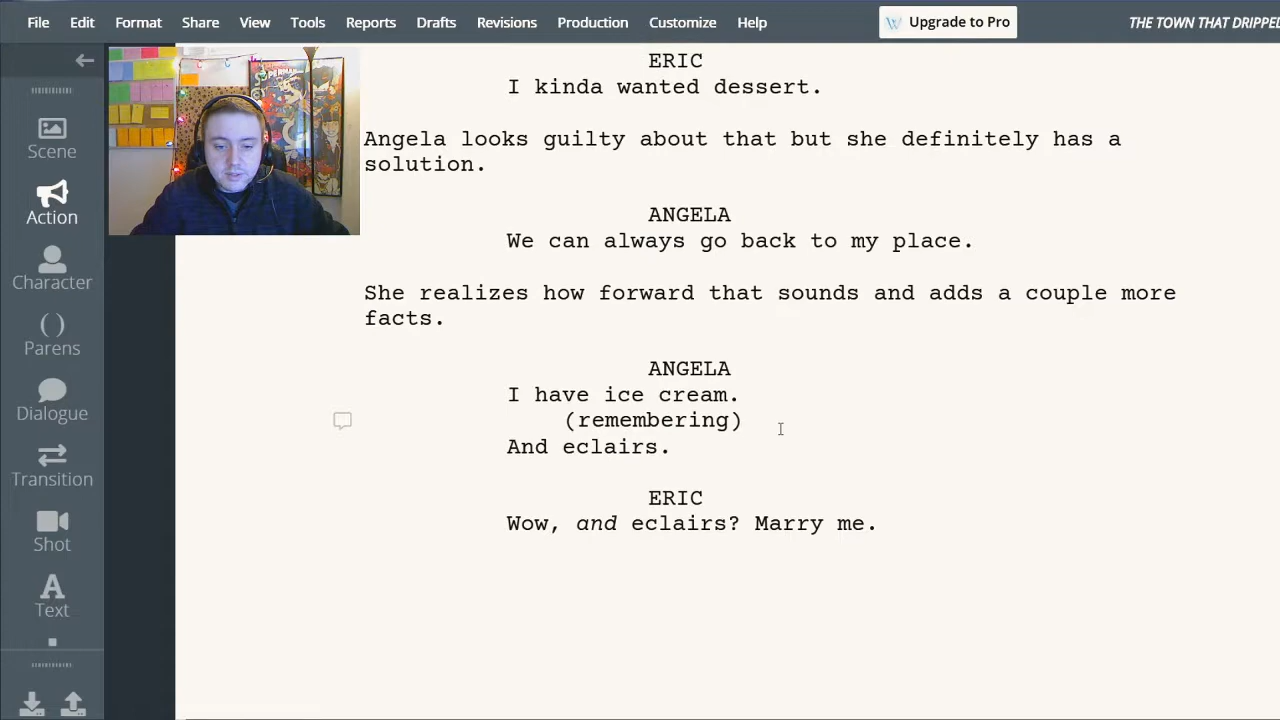 File Edit Format Share View Tools Reports Drafts Revisions Production Customize Help Upgrade to Pro THE TOWN THAT DRIPPED
Scene
Action
Character
Parens
Dialogue
Transition
Shot
Text
ERIC
I kinda wanted dessert.
Angela looks guilty about that but she definitely has a
solution.
ANGELA
We can always go back to my place.
She realizes how forward that sounds and adds a couple more
facts.
ANGELA
I have ice cream.
(remembering)
And eclairs.
ERIC
Wow, and eclairs? Marry me.